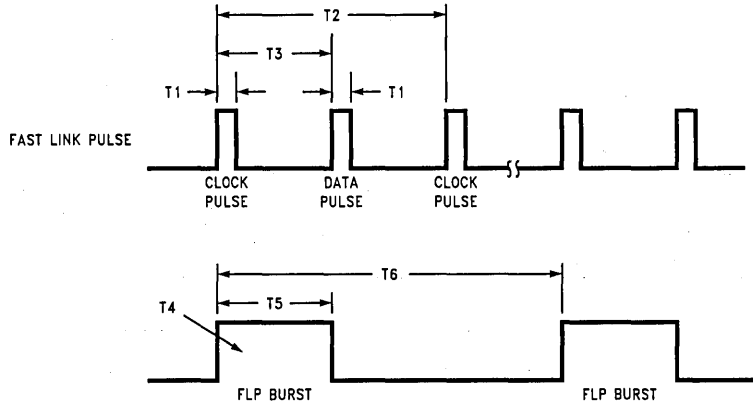 T2
T3
T1 T1
FAST LINK PULSE
CLOCK PULSE
DATA PULSE
CLOCK PULSE
T6
T4
T5
FLP BURST FLP BURST